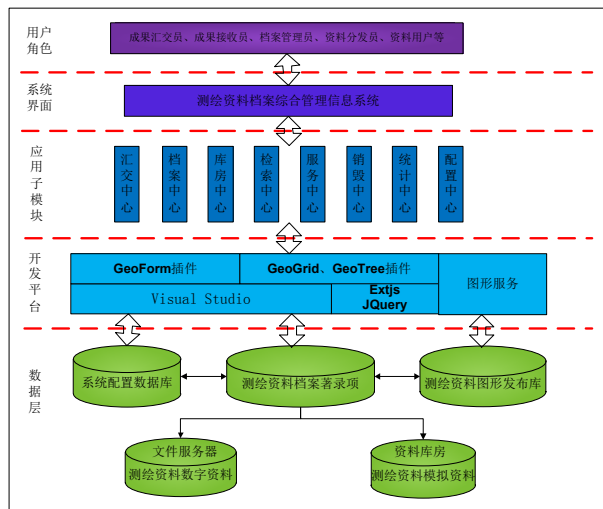 用户
角色
成果汇交员、成果接收员、档案管理员、资料分发员、资料用户等
系统
界面
测绘资料档案综合管理信息系统
应用子模块
汇交中心
档案中心
库房中心
检索中心
服务中心
销毁中心
统计中心
配置中心
开发平台
GeoForm插件
GeoGrid、GeoTree插件
图形服务
Visual Studio
Extjs
JQuery
数据层
系统配置数据库
测绘资料档案著录项
测绘资料图形发布库
文件服务器
测绘资料数字资料
资料库房
测绘资料模拟资料